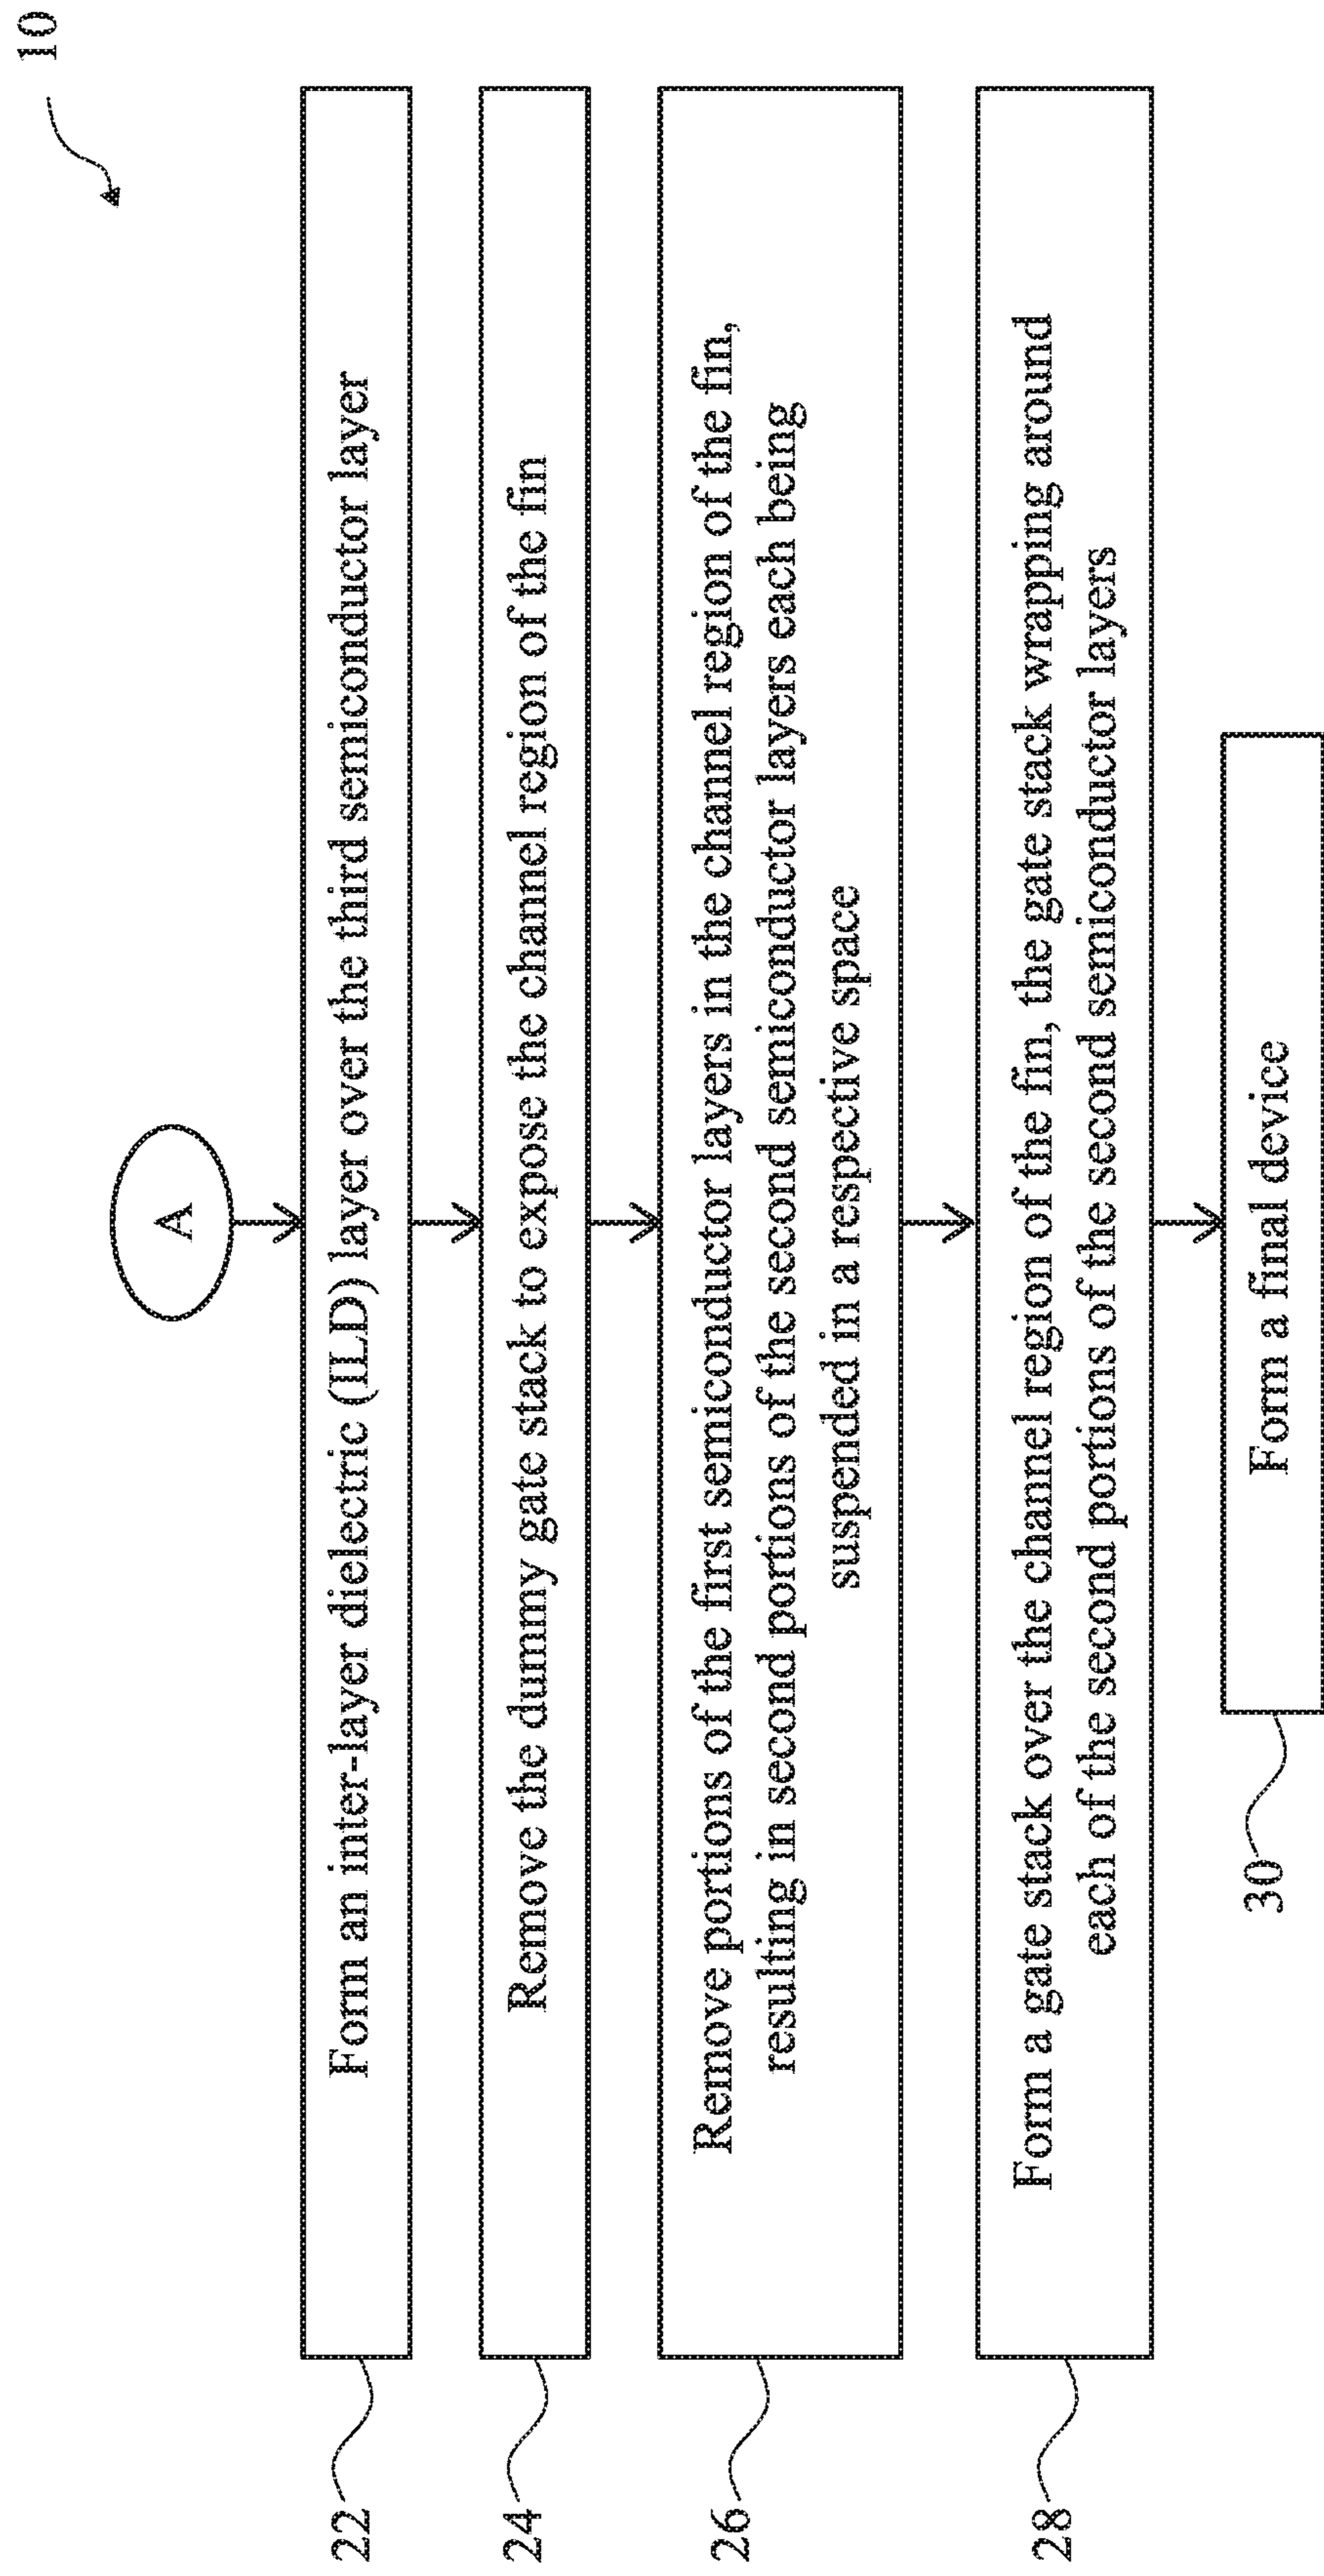 10
A
22
Form an inter-layer dielectric (ILD) layer over the third semiconductor layer
24
Remove the dummy gate stack to expose the channel region of the fin
26
Remove portions of the first semiconductor layers in the channel region of the fin,
resulting in second portions of the second semiconductor layers each being
suspended in a respective space
28
Form a gate stack over the channel region of the fin, the gate stack wrapping around
each of the second portions of the second semiconductor layers
30
Form a final device